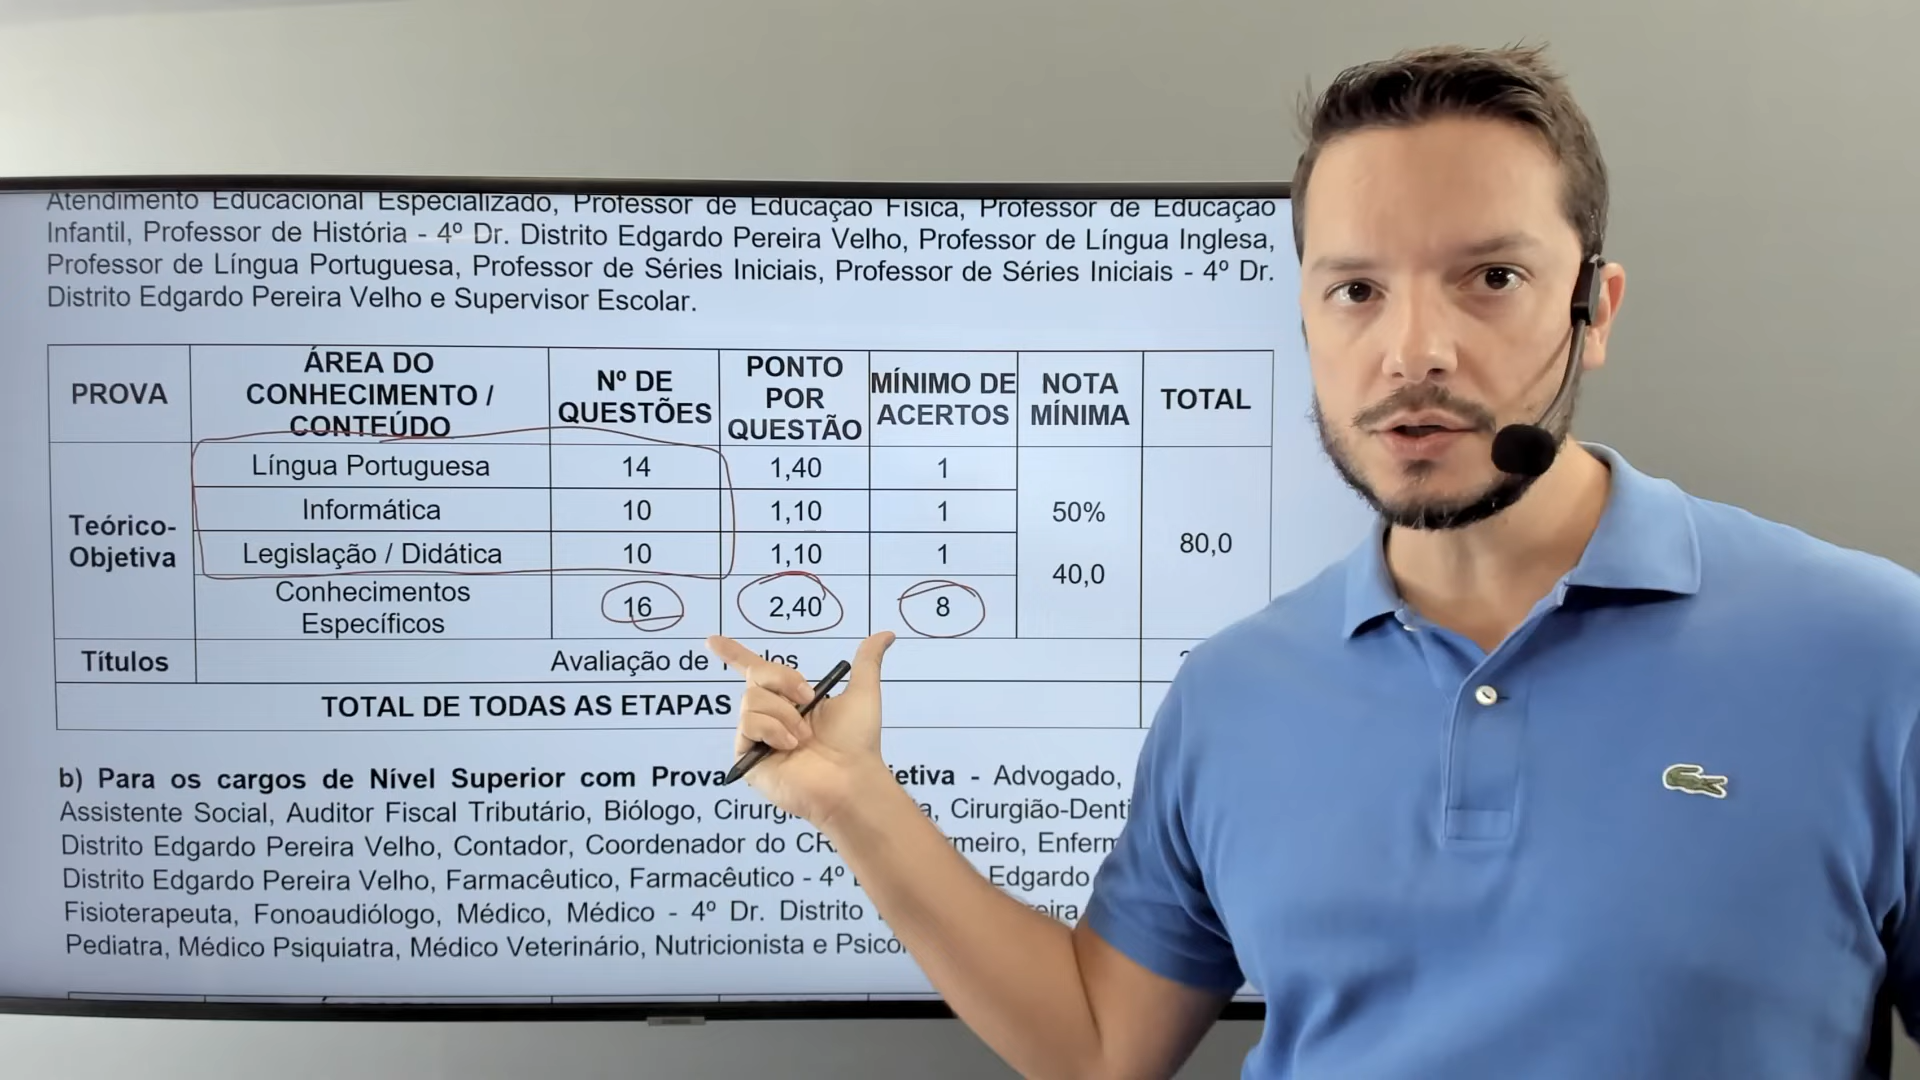 Atendimento Educacional Especializado, Professor de Educação Física, Professor de Educação
Infantil, Professor de História - 4º Dr. Distrito Edgardo Pereira Velho, Professor de Língua Inglesa,
Professor de Língua Portuguesa, Professor de Séries Iniciais, Professor de Séries Iniciais - 4º Dr.
Distrito Edgardo Pereira Velho e Supervisor Escolar.
PROVA ÁREA DO CONHECIMENTO / CONTEÚDO Nº DE QUESTÕES PONTO POR QUESTÃO MÍNIMO DE ACERTOS NOTA MÍNIMA TOTAL
Teórico-Objetiva
Língua Portuguesa 14 1,40 1
Informática 10 1,10 1
Legislação / Didática 10 1,10 1
Conhecimentos Específicos 16 2,40 8
50%
40,0
80,0
Títulos Avaliação de
TOTAL DE TODAS AS ETAPAS
b) Para os cargos de Nível Superior com Prova etiva - Advogado,
Assistente Social, Auditor Fiscal Tributário, Biólogo, Cirurg a, Cirurgião-Denti
Distrito Edgardo Pereira Velho, Contador, Coordenador do CR rmeiro, Enferm
Distrito Edgardo Pereira Velho, Farmacêutico, Farmacêutico - 4º Edgardo
Fisioterapeuta, Fonoaudiólogo, Médico, Médico - 4º Dr. Distrito eira
Pediatra, Médico Psiquiatra, Médico Veterinário, Nutricionista e Psicó